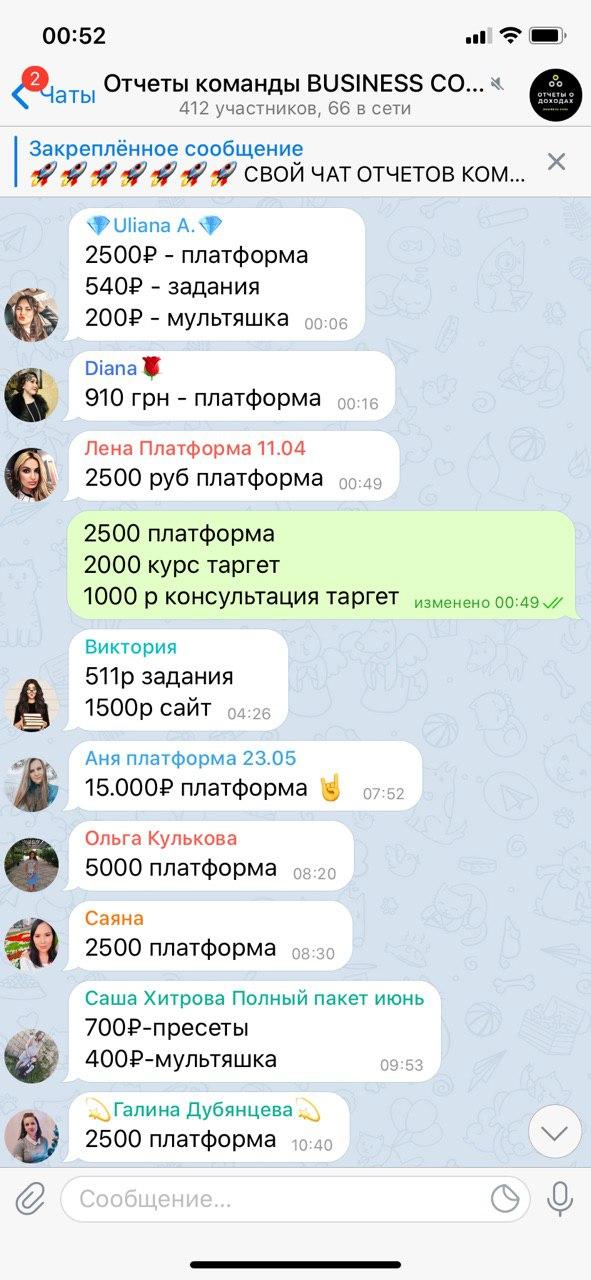 00:52
2
Чаты
Отчеты команды BUSINESS CO...
412 участников, 66 в сети
ОТЧЕТЫ О
ДОХОДАХ
Закреплённое сообщение
🚀🚀🚀🚀🚀🚀🚀 СВОЙ ЧАТ ОТЧЕТОВ КОМ...
💎Uliana A.💎
2500₽ - платформа
540₽ - задания
200₽ - мультяшка 00:06
Diana🌹
910 грн - платформа 00:16
Лена Платформа 11.04
2500 руб платформа 00:49
2500 платформа
2000 курс таргет
1000 р консультация таргет изменено 00:49
Виктория
511р задания
1500р сайт 04:26
Аня платформа 23.05
15.000₽ платформа 🤘 07:52
Ольга Кулькова
5000 платформа 08:20
Саяна
2500 платформа 08:30
Саша Хитрова Полный пакет июнь
700₽-пресеты
400₽-мультяшка 09:53
💫Галина Дубянцева💫
2500 платформа 10:40
Сообщение...